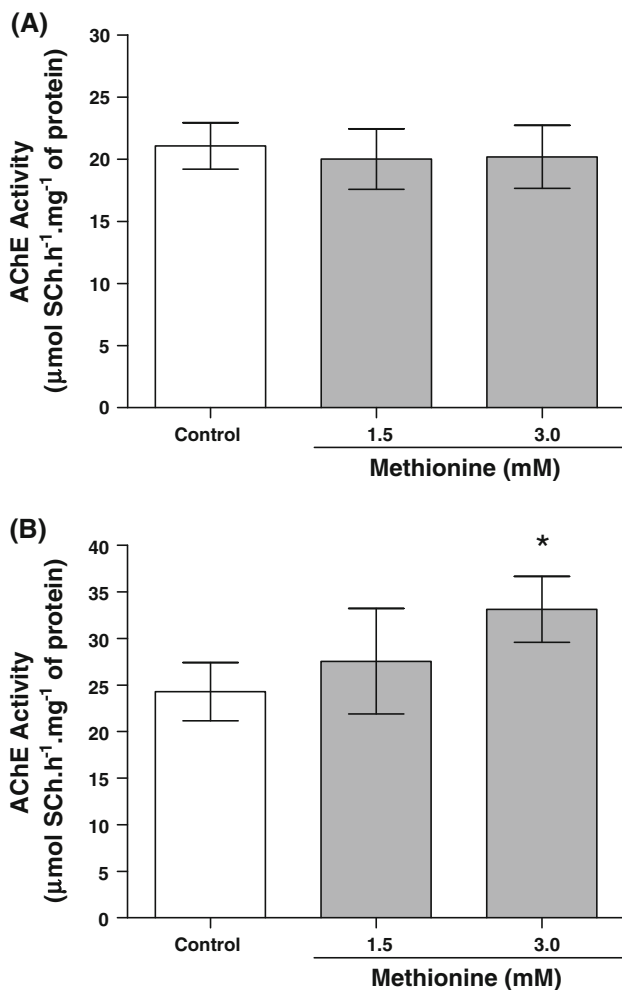 (A)
AChE Activity
(μmol SCh.h⁻¹.mg⁻¹ of protein)
30
25
20
15
10
5
0
Control
1.5
3.0
Methionine (mM)
(B)
AChE Activity
(μmol SCh.h⁻¹.mg⁻¹ of protein)
40
35
30
25
20
15
10
5
0
*
Control
1.5
3.0
Methionine (mM)